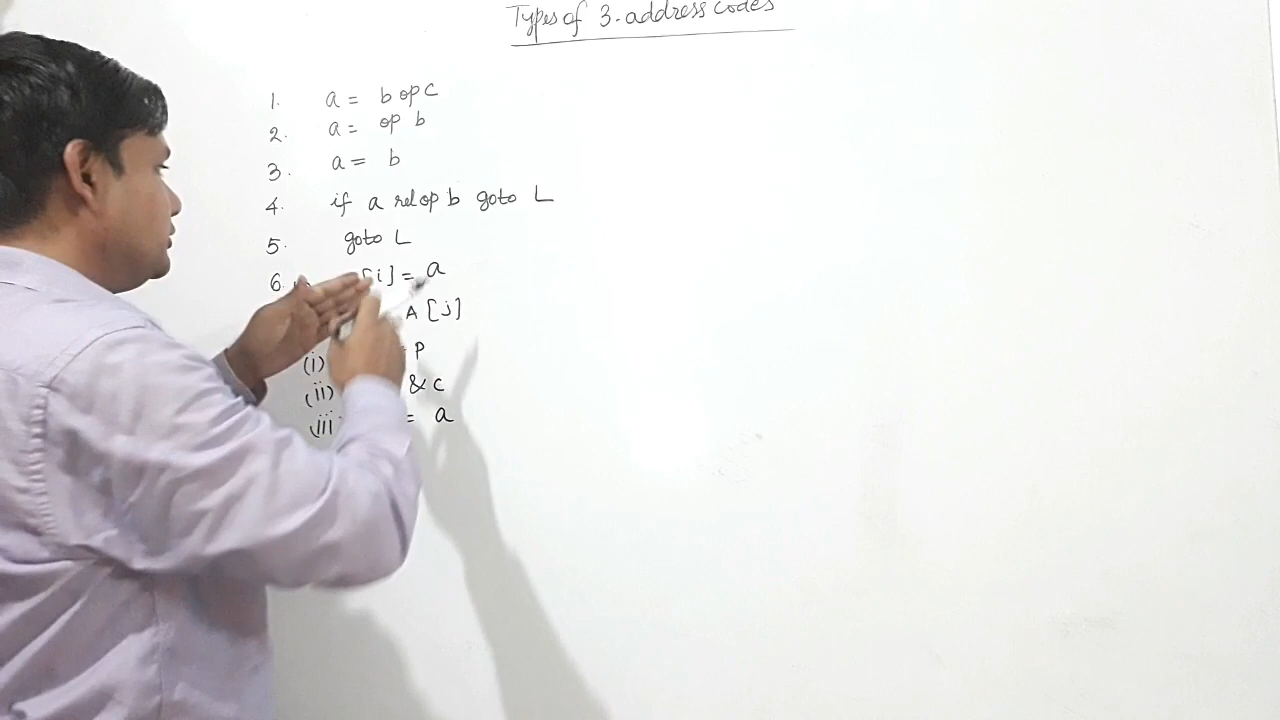 Types of 3-address codes
1. a = b op c
2. a = op b
3. a = b
4. if a relop b goto L
5. goto L
6. [i] = a
A [j]
(i) = P
(ii) & c
(iii) = a